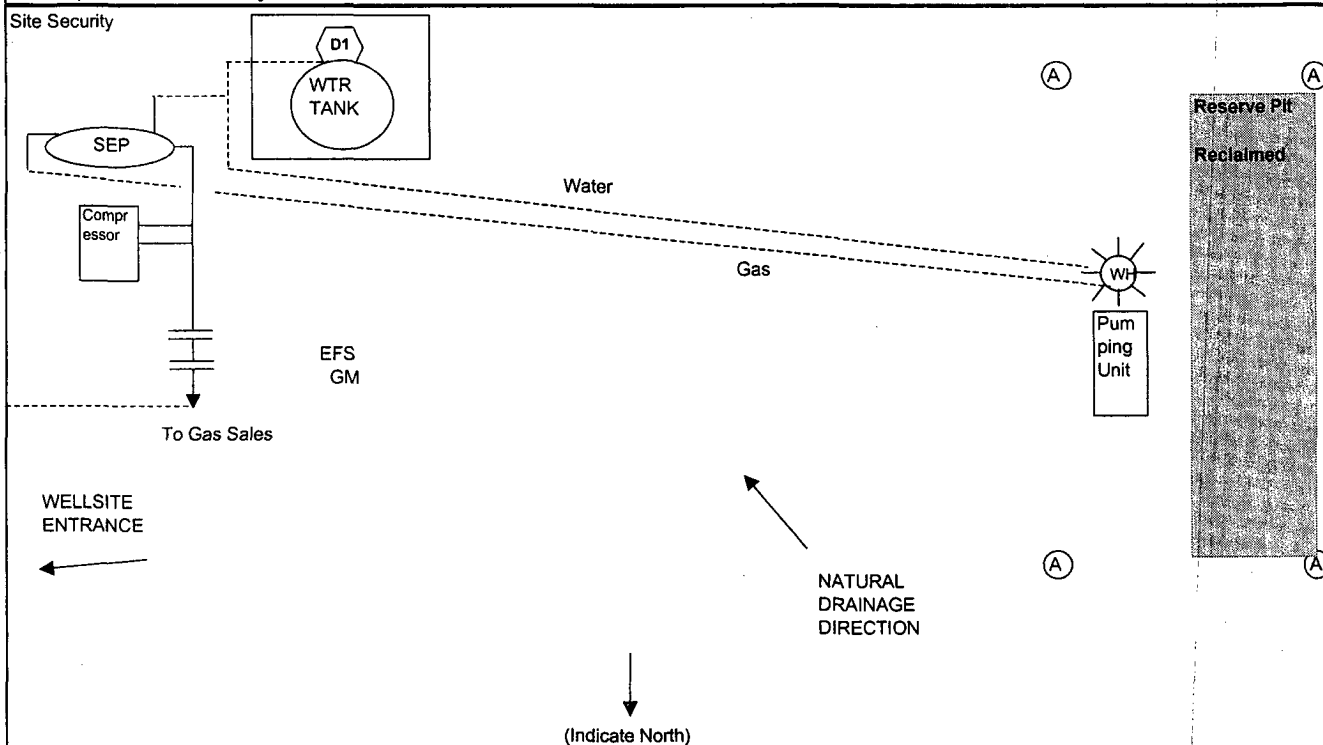 Site Security
D1
WTR
TANK
A
A
Reserve Pit
Reclaimed
SEP
Water
Compr
essor
Gas
WH
Pum
ping
Unit
EFS
GM
To Gas Sales
WELLSITE
ENTRANCE
A
A
NATURAL
DRAINAGE
DIRECTION
(Indicate North)